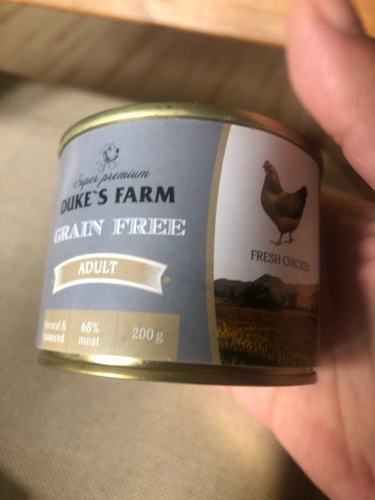 Super premium
DUKE`S FARM
GRAIN FREE
ADULT
Natural &
balanced
68%
meat
200 g
FRESH CHICKEN